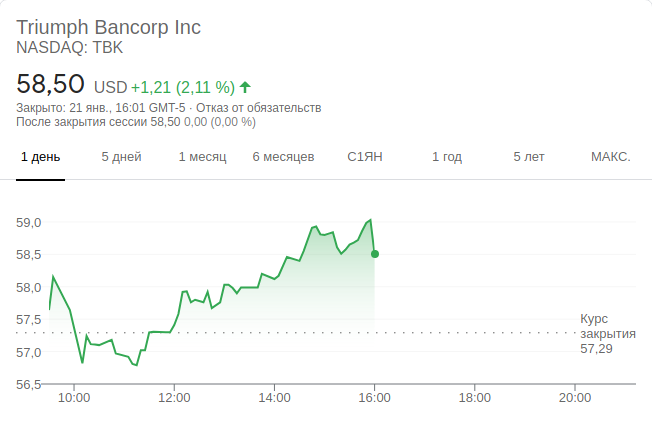 Triumph Bancorp Inc
NASDAQ: TBK
58,50 USD +1,21 (2,11 %)
Закрыто: 21 янв., 16:01 GMT-5 · Отказ от обязательств
После закрытия сессии 58,50 0,00 (0,00 %)
1 день 5 дней 1 месяц 6 месяцев С1ЯН 1 год 5 лет МАКС.
59,0
58,5
58,0
57,5
57,0
56,5
Курс
закрытия
57,29
10:00 12:00 14:00 16:00 18:00 20:00